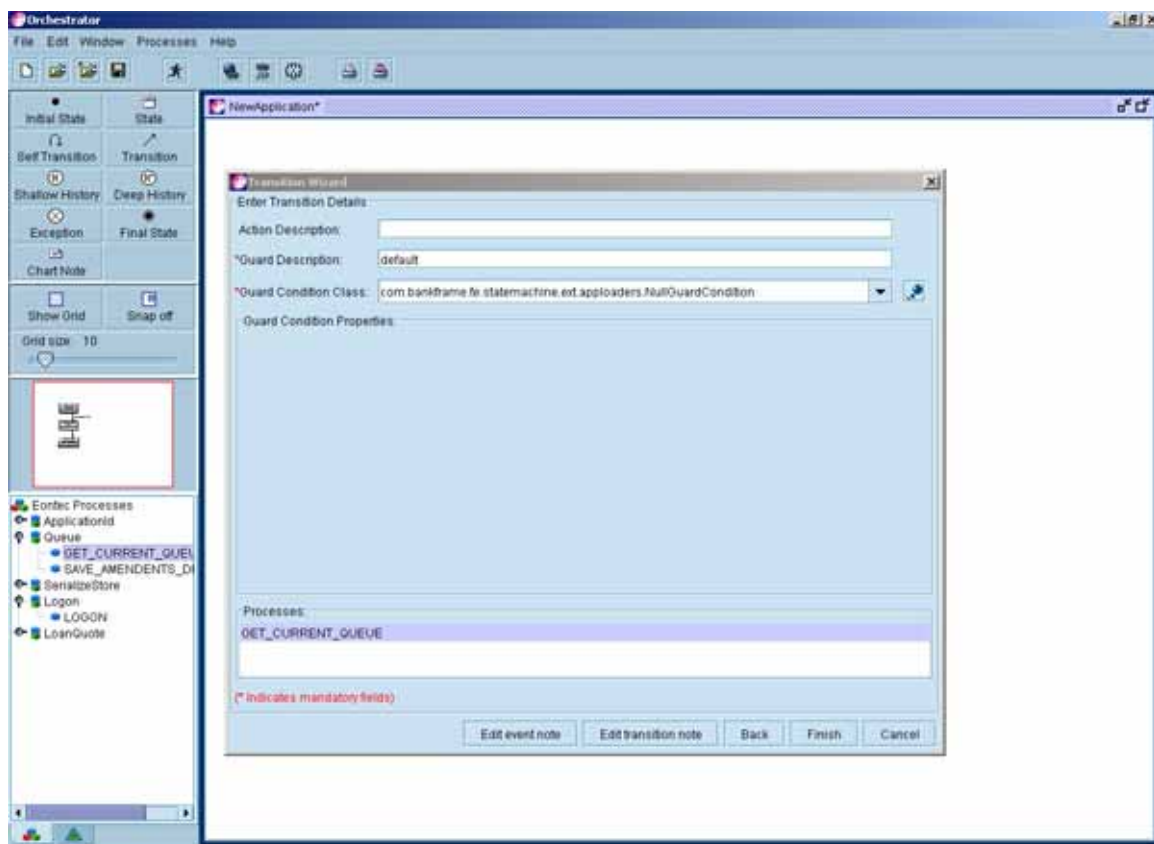 Orchestrator
File Edit Window Processes Help
Initial State State
Self Transition Transition
Shallow History Deep History
Exception Final State
Chart Note
Show Grid Snap off
Grid size 10
Eontec Processes
ApplicationId
Queue
GET_CURRENT_QUEU
SAVE_AMENDENTS_D
SerializeStore
Logon
LOGON
LoanQuote
NewApplication*
Transition Wizard
Enter Transition Details
Action Description:
*Guard Description: default
*Guard Condition Class: com.bankframe.fe.statemachine.ext.apploaders.NullGuardCondition
Guard Condition Properties:
Processes:
GET_CURRENT_QUEUE
(* Indicates mandatory fields)
Edit event note Edit transition note Back Finish Cancel